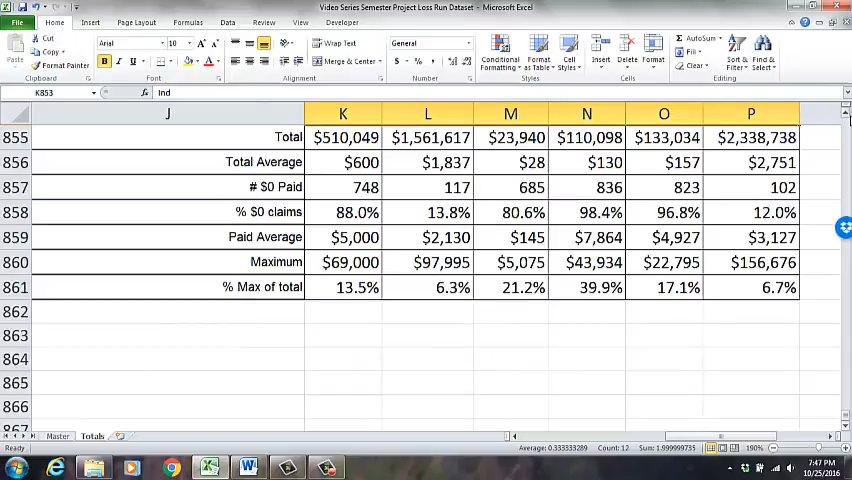 Video Series Semester Project Loss Run Dataset - Microsoft Excel
File Home Insert Page Layout Formulas Data Review View Developer
Cut
Copy
Format Painter
Paste
Clipboard
Arial 10
B I U
Font
Wrap Text
Merge & Center
Alignment
General
$ % ,
Number
Conditional Formatting
Format as Table
Cell Styles
Styles
Insert Delete Format
Cells
AutoSum
Fill
Clear
Sort & Filter
Find & Select
Editing
K853 fx Ind
J K L M N O P
855 Total $510,049 $1,561,617 $23,940 $110,098 $133,034 $2,338,738
856 Total Average $600 $1,837 $28 $130 $157 $2,751
857 # $0 Paid 748 117 685 836 823 102
858 % $0 claims 88.0% 13.8% 80.6% 98.4% 96.8% 12.0%
859 Paid Average $5,000 $2,130 $145 $7,864 $4,927 $3,127
860 Maximum $69,000 $97,995 $5,075 $43,934 $22,795 $156,676
861 % Max of total 13.5% 6.3% 21.2% 39.9% 17.1% 6.7%
862
863
864
865
866
867
Master Totals
Ready Average: 0.333333289 Count: 12 Sum: 1.999999735 190%
7:47 PM
10/25/2016